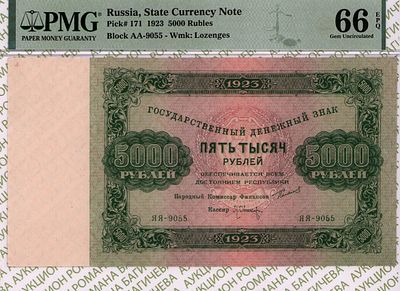 PMG
PAPER MONEY GUARANTY
Russia, State Currency Note
Pick# 171 1923 5000 Rubles
Block AA-9055 - Wmk: Lozenges
66 EPQ
Gem Uncirculated
1923
ГОСУДАРСТВЕННЫЙ ДЕНЕЖНЫЙ ЗНАК
5000
РУБЛЕЙ
ПЯТЬ ТЫСЯЧ
РУБЛЕЙ
ОБЕСПЕЧИВАЕТСЯ ВСЕМ
ДОСТОЯНИЕМ РЕСПУБЛИКИ
5000
РУБЛЕЙ
Народный Комиссар Финансов
Кассир
ЯЯ-9055
ЯЯ-9055
1923
АУКЦИОН РОМАНА БАГИЧЕВА